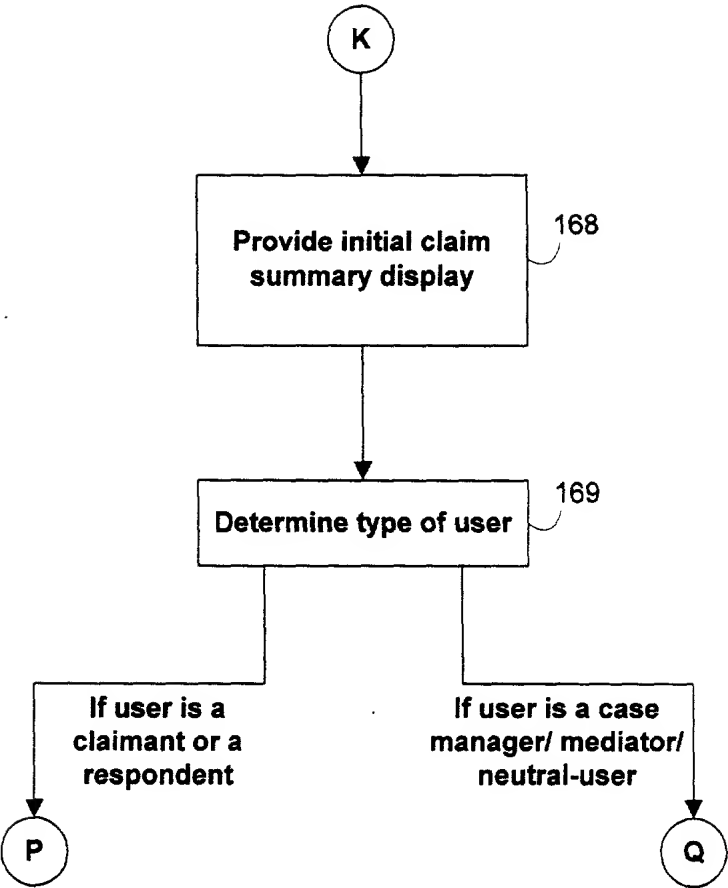 K
Provide initial claim
summary display
168
Determine type of user
169
If user is a
claimant or a
respondent
If user is a case
manager/ mediator/
neutral-user
P
Q